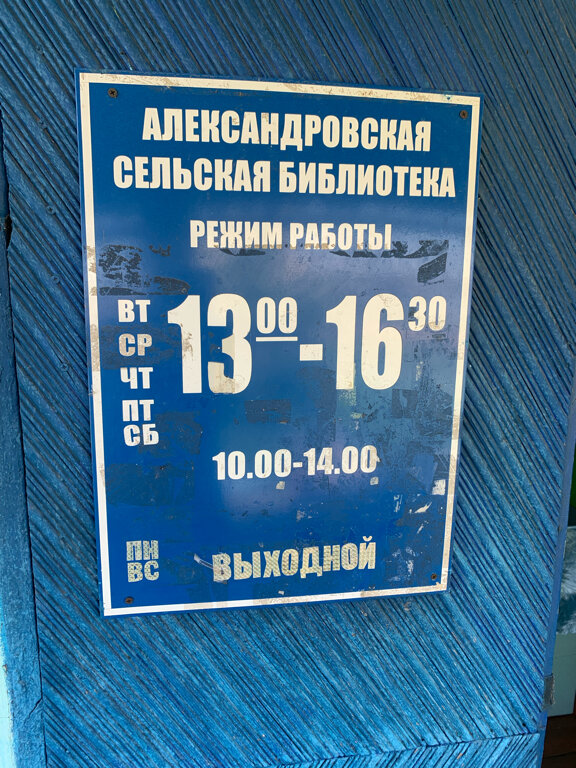 АЛЕКСАНДРОВСКАЯ
СЕЛЬСКАЯ БИБЛИОТЕКА
РЕЖИМ РАБОТЫ
ВТ
СР
ЧТ
ПТ
СБ
13 00 - 16 30
10.00-14.00
ПН
ВС
ВЫХОДНОЙ